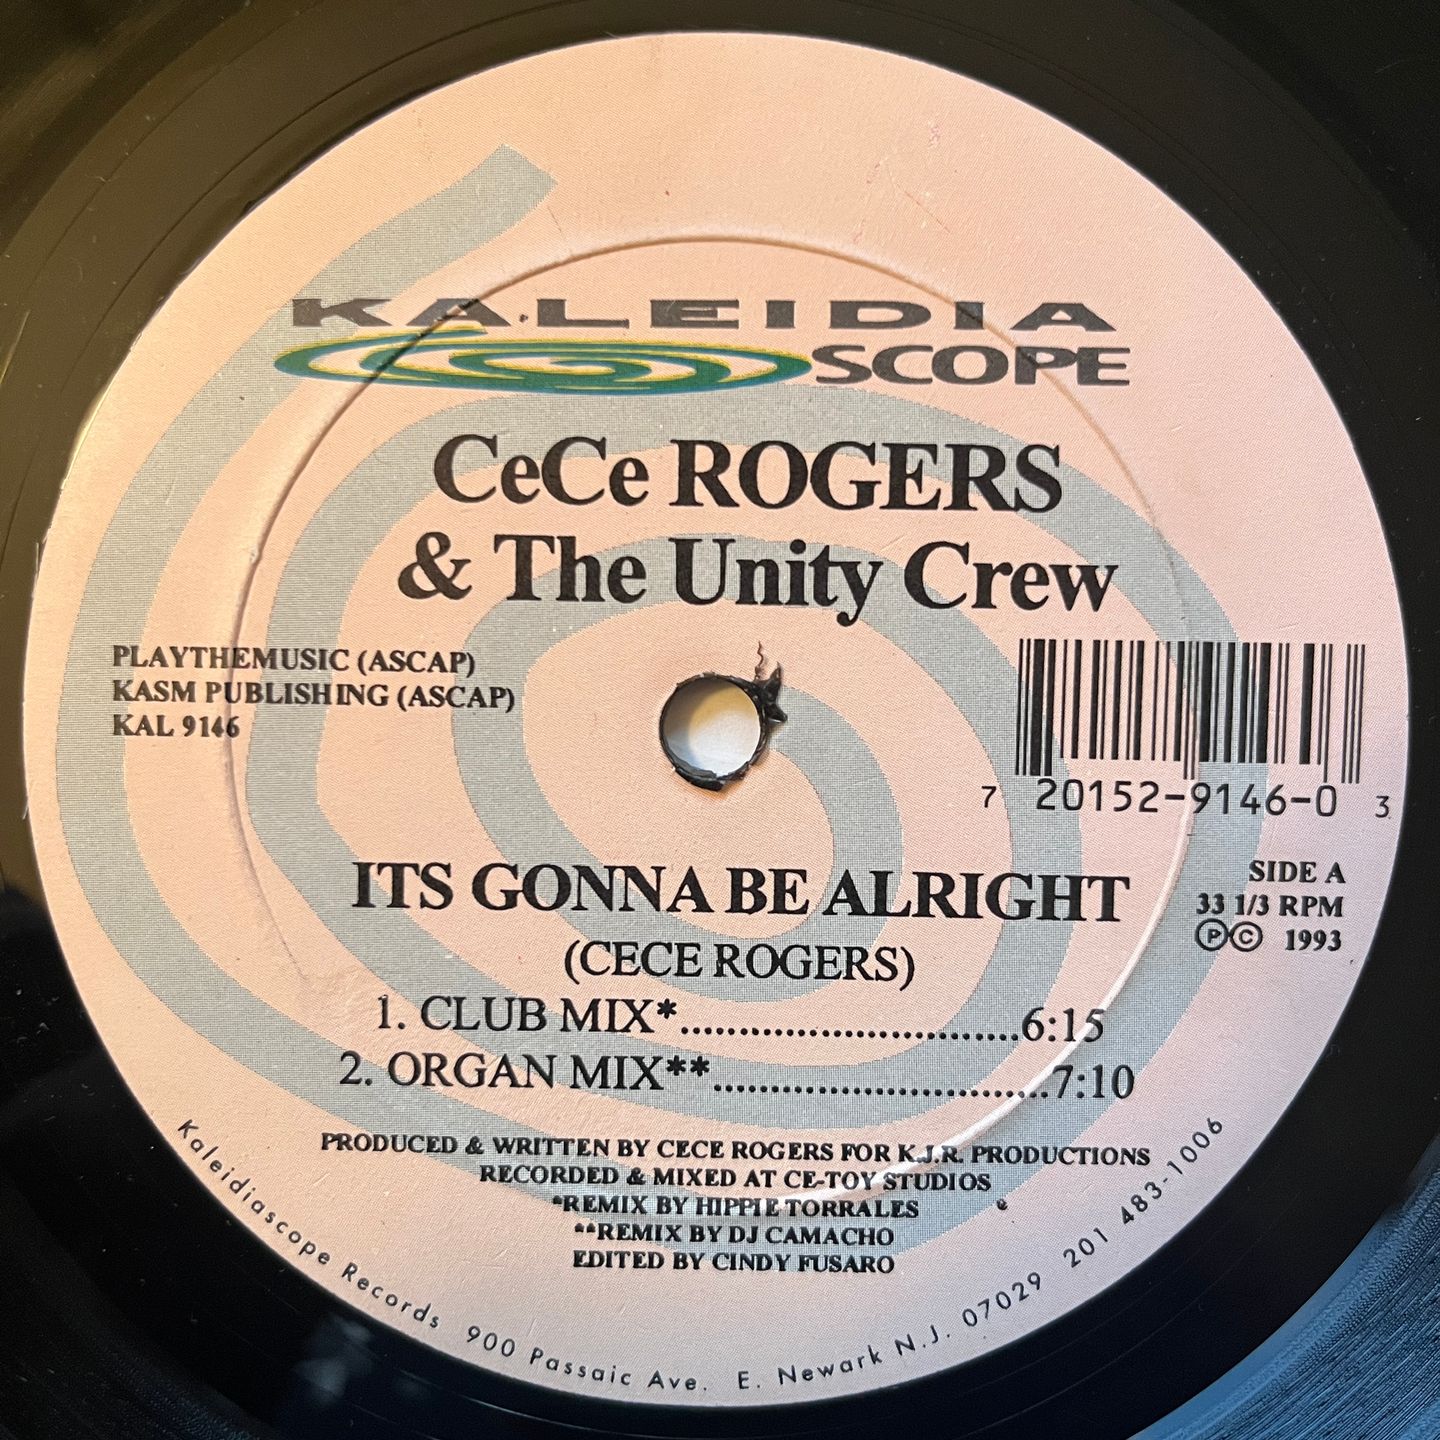 KALEIDIA
SCOPE
CeCe ROGERS
& The Unity Crew
PLAYTHEMUSIC (ASCAP)
KASM PUBLISHING (ASCAP)
KAL 9146
7 20152-9146-0 3
ITS GONNA BE ALRIGHT
(CECE ROGERS)
SIDE A
33 1/3 RPM
ⓅⒸ 1993
1. CLUB MIX*.............................6:15
2. ORGAN MIX**.............................7:10
PRODUCED & WRITTEN BY CECE ROGERS FOR K.J.R. PRODUCTIONS
RECORDED & MIXED AT CE-TOY STUDIOS
*REMIX BY HIPPIE TORRALES
**REMIX BY DJ CAMACHO
EDITED BY CINDY FUSARO
Kaleidiascope Records 900 Passaic Ave. E. Newark N.J. 07029 201 483-1006